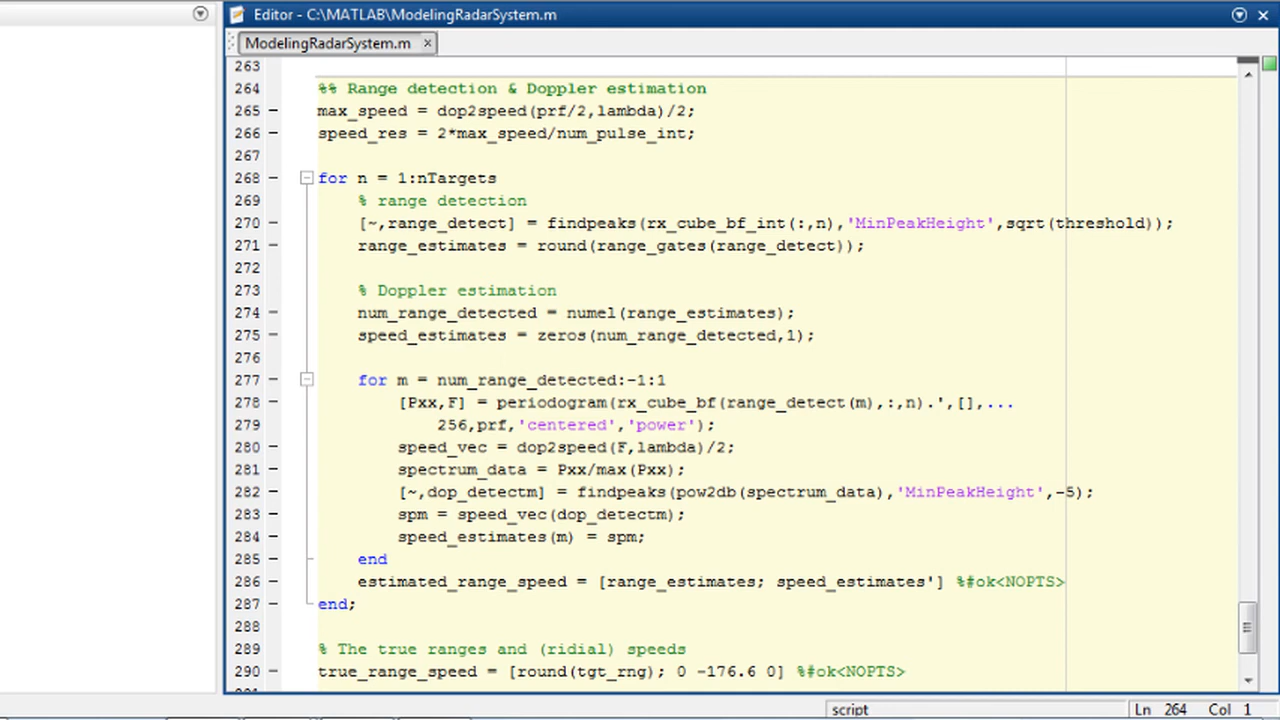 Editor - C:\MATLAB\ModelingRadarSystem.m
ModelingRadarSystem.m ×
263
264 %% Range detection & Doppler estimation
265 – max_speed = dop2speed(prf/2,lambda)/2;
266 – speed_res = 2*max_speed/num_pulse_int;
267
268 – for n = 1:nTargets
269 % range detection
270 – [~,range_detect] = findpeaks(rx_cube_bf_int(:,n),'MinPeakHeight',sqrt(threshold));
271 – range_estimates = round(range_gates(range_detect));
272
273 % Doppler estimation
274 – num_range_detected = numel(range_estimates);
275 – speed_estimates = zeros(num_range_detected,1);
276
277 – for m = num_range_detected:-1:1
278 – [Pxx,F] = periodogram(rx_cube_bf(range_detect(m),:,n).',[],...
279 256,prf,'centered','power');
280 – speed_vec = dop2speed(F,lambda)/2;
281 – spectrum_data = Pxx/max(Pxx);
282 – [~,dop_detectm] = findpeaks(pow2db(spectrum_data),'MinPeakHeight',-5);
283 – spm = speed_vec(dop_detectm);
284 – speed_estimates(m) = spm;
285 – end
286 – estimated_range_speed = [range_estimates; speed_estimates'] %#ok<NOPTS>
287 – end;
288
289 % The true ranges and (ridial) speeds
290 – true_range_speed = [round(tgt_rng); 0 -176.6 0] %#ok<NOPTS>
script Ln 264 Col 1